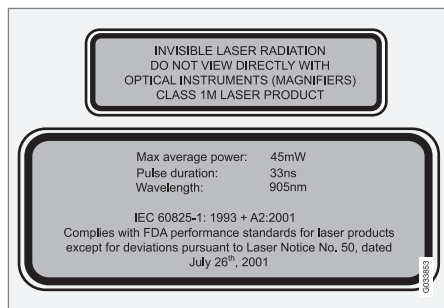 INVISIBLE LASER RADIATION
DO NOT VIEW DIRECTLY WITH
OPTICAL INSTRUMENTS (MAGNIFIERS)
CLASS 1M LASER PRODUCT
Max average power: 45mW
Pulse duration: 33ns
Wavelength: 905nm
IEC 60825-1: 1993 + A2:2001
Complies with FDA performance standards for laser products
except for deviations pursuant to Laser Notice No. 50, dated
July 26th, 2001
G033853